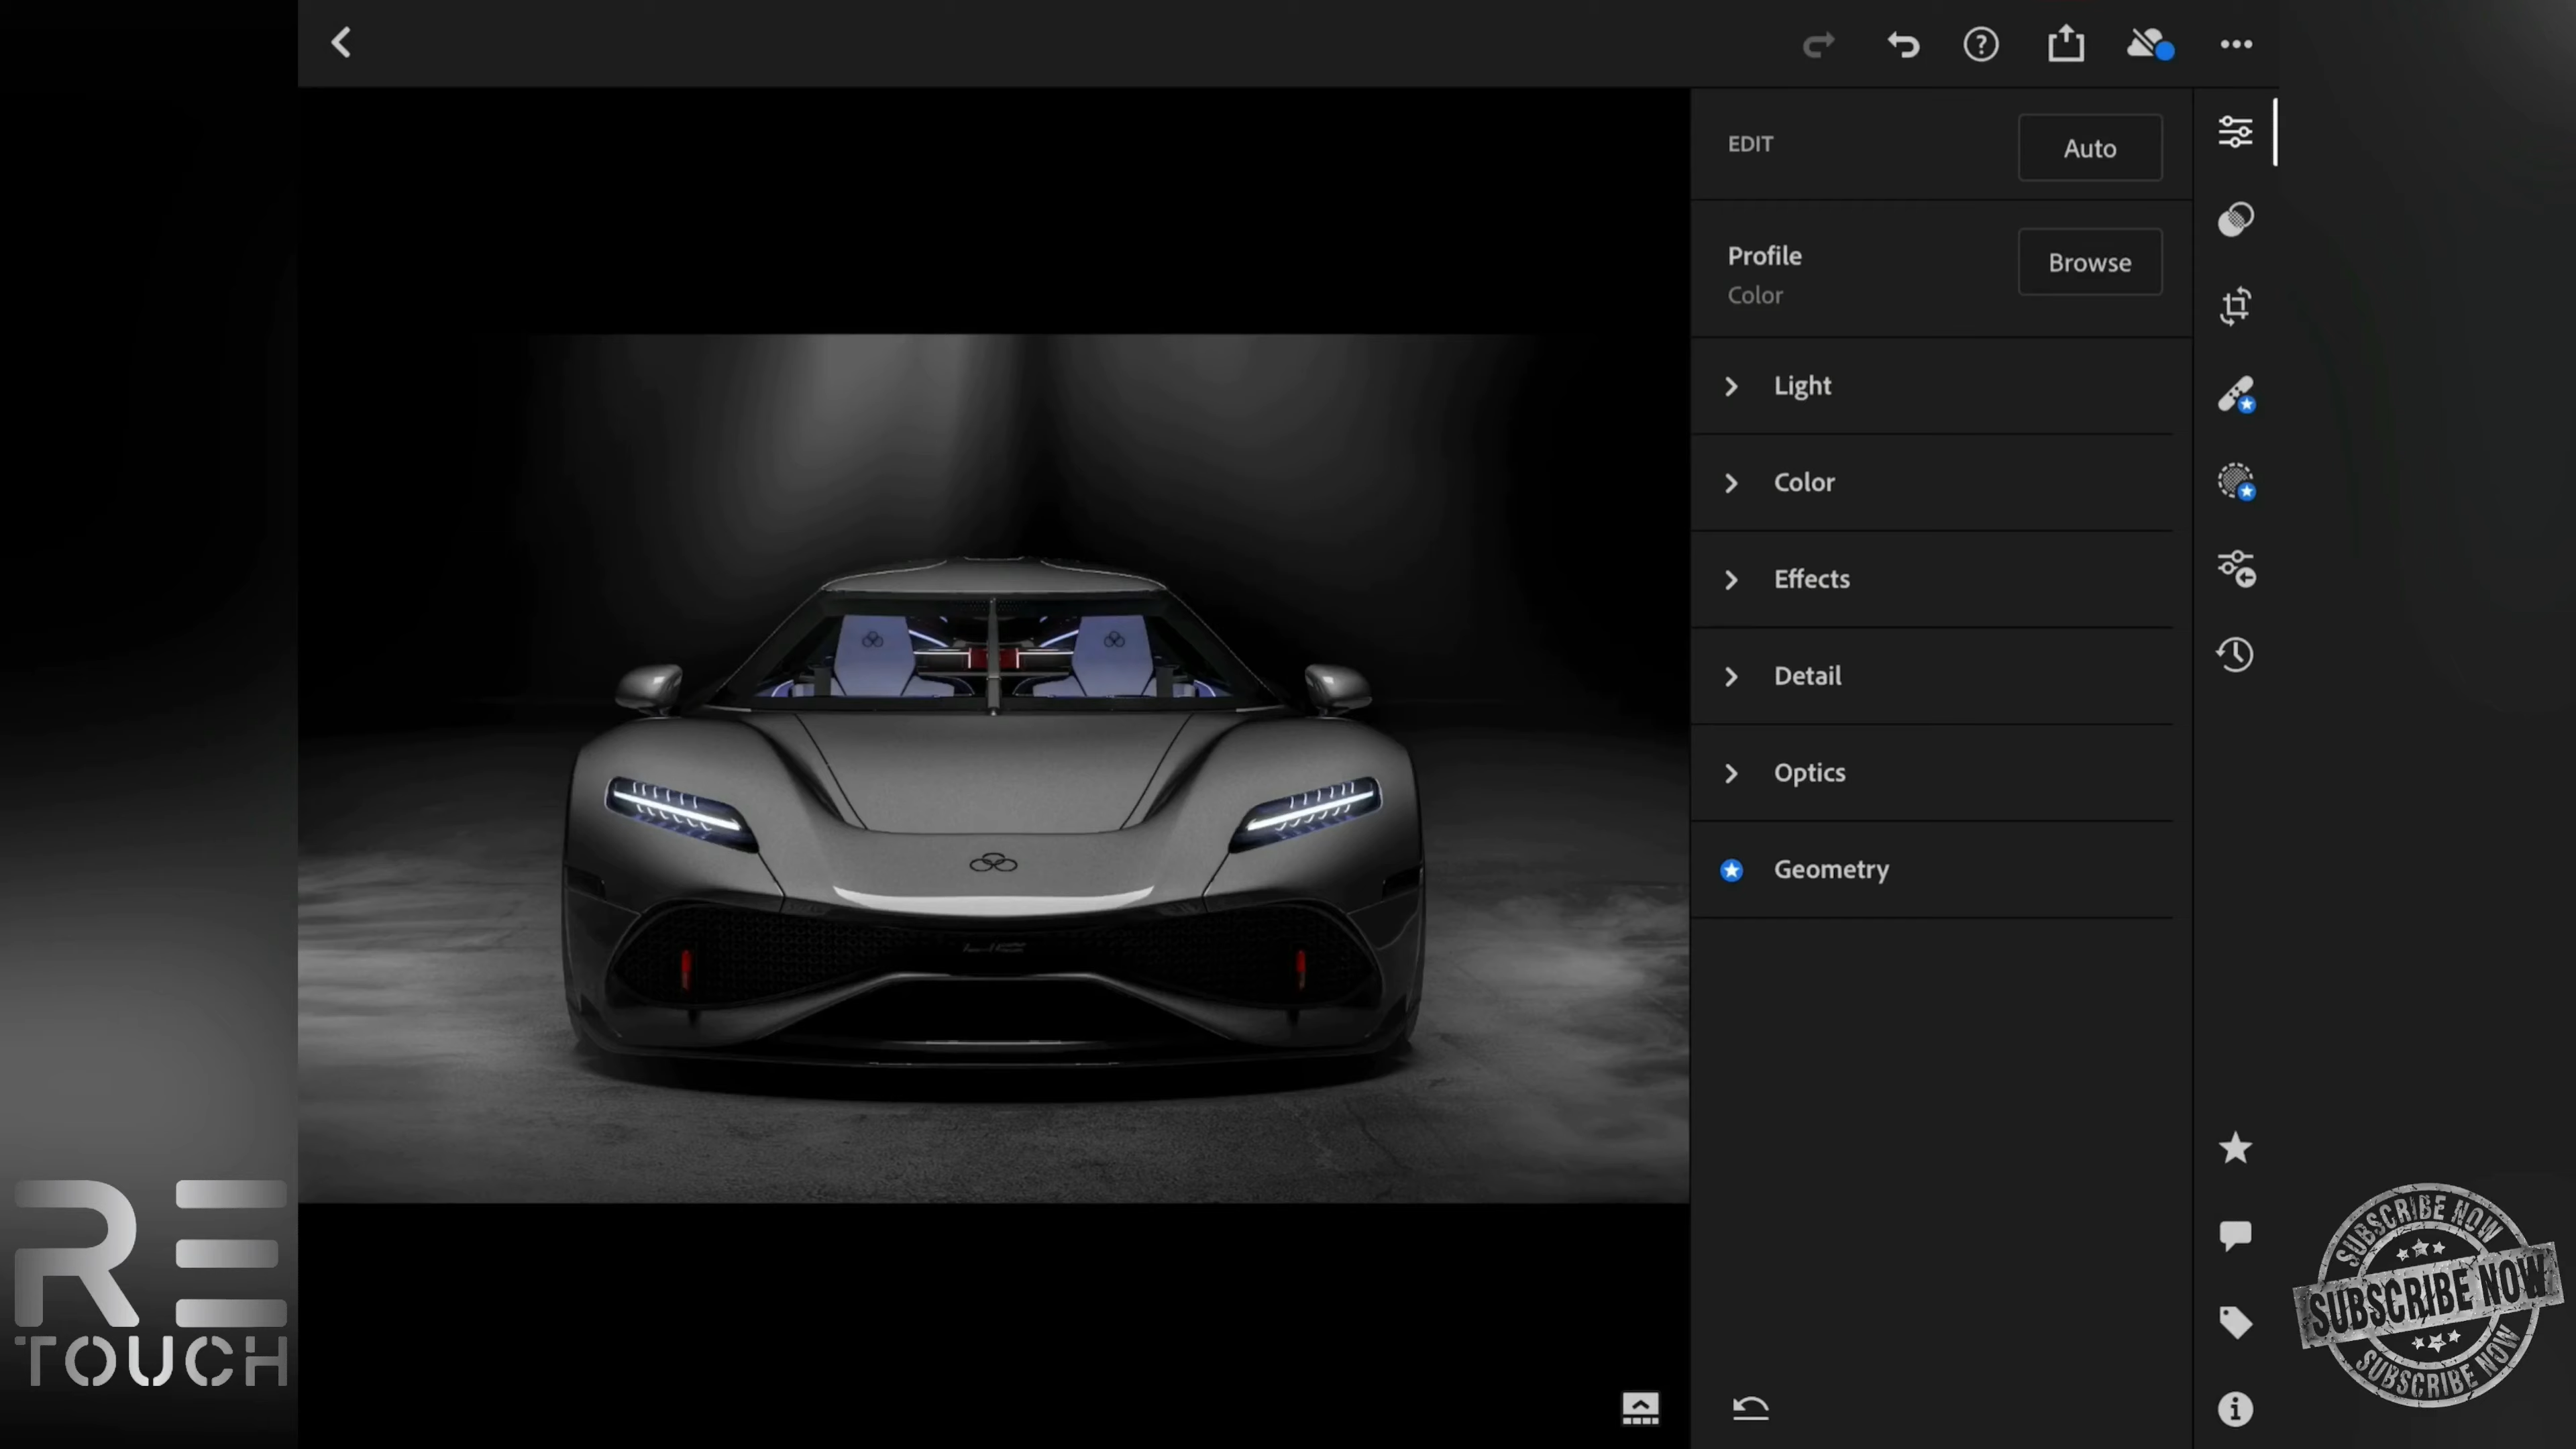 EDIT
Auto
Profile
Browse
Color
Light
Color
Effects
Detail
Optics
Geometry
RE
TOUCH
SUBSCRIBE NOW
SUBSCRIBE NOW
SUBSCRIBE NOW